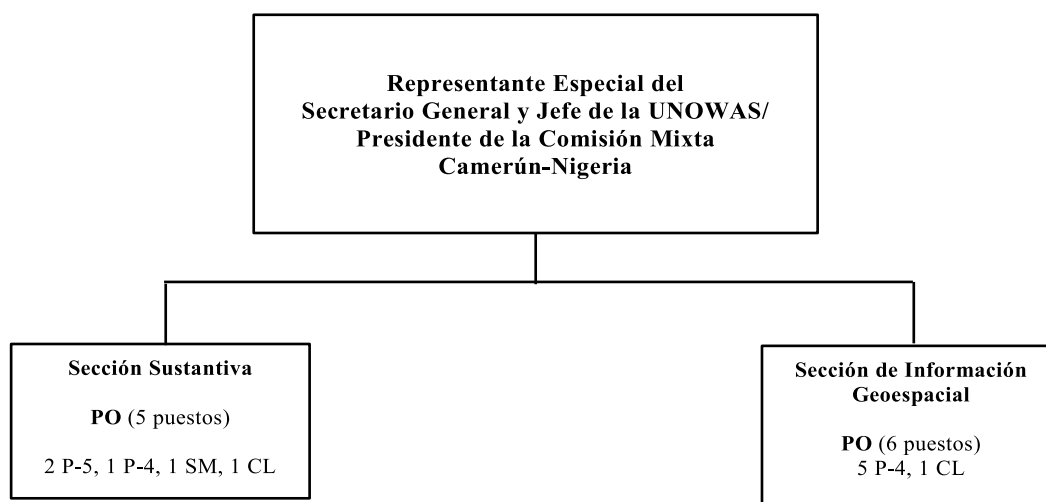 Representante Especial del
Secretario General y Jefe de la UNOWAS/
Presidente de la Comisión Mixta
Camerún-Nigeria
Sección Sustantiva
PO (5 puestos)
2 P-5, 1 P-4, 1 SM, 1 CL
Sección de Información
Geoespacial
PO (6 puestos)
5 P-4, 1 CL